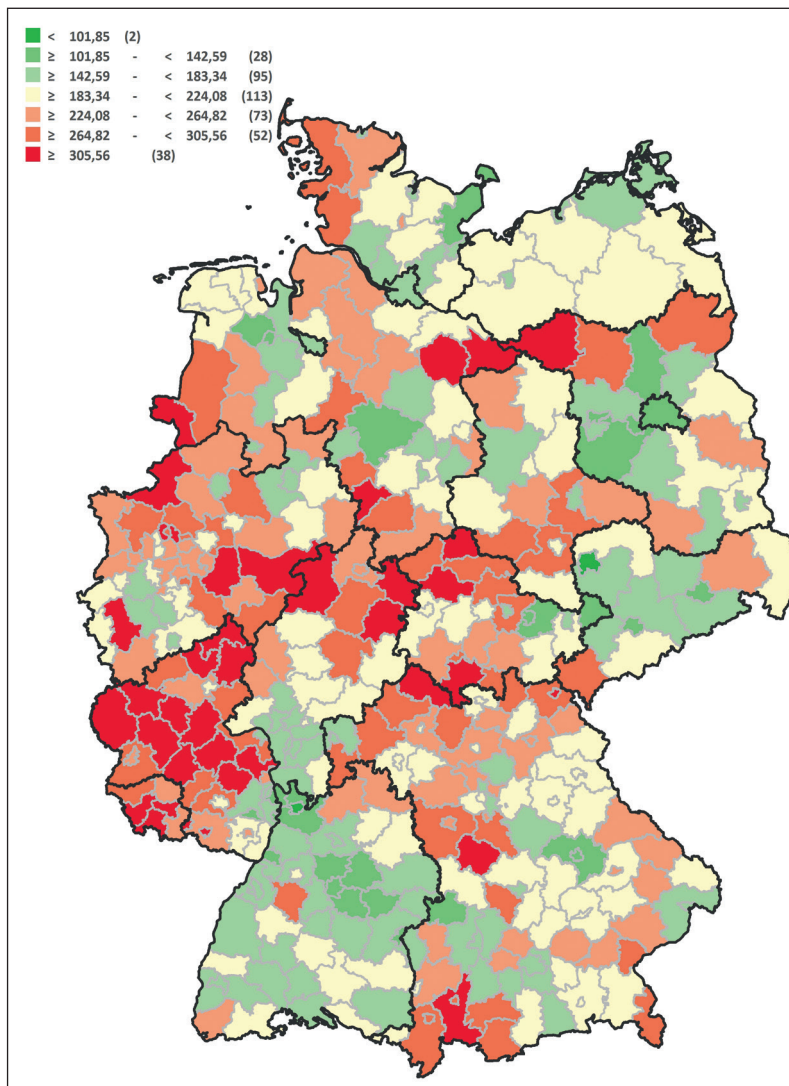 < 101,85 (2)
≥ 101,85 - < 142,59 (28)
≥ 142,59 - < 183,34 (95)
≥ 183,34 - < 224,08 (113)
≥ 224,08 - < 264,82 (73)
≥ 264,82 - < 305,56 (52)
≥ 305,56 (38)